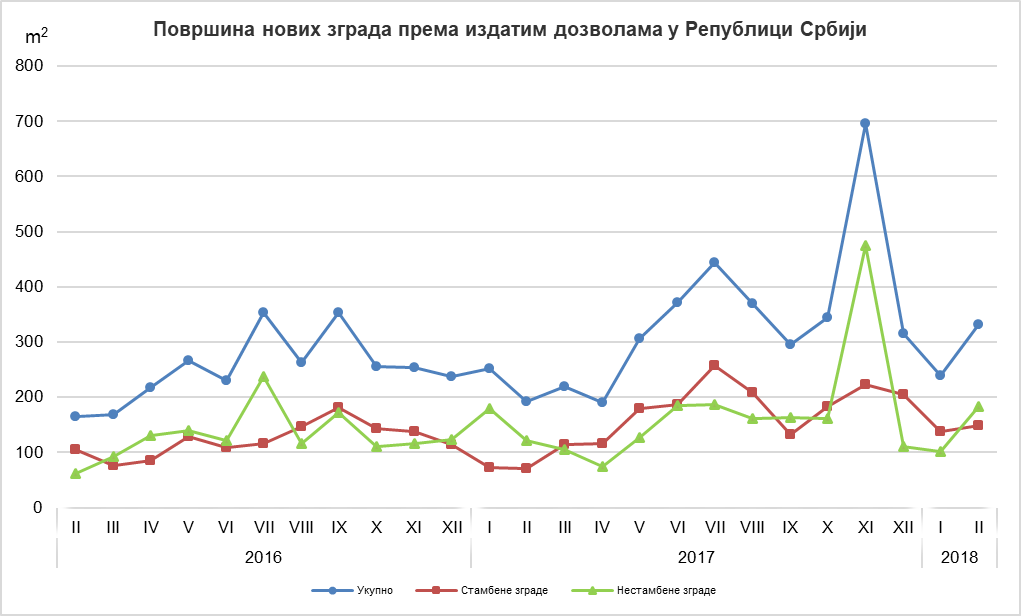 Површина нових зграда према издатим дозволама у Републици Србији
m²
800
700
600
500
400
300
200
100
0
II III IV V VI VII VIII IX X XI XII I II III IV V VI VII VIII IX X XI XII I II
2016 2017 2018
Укупно Стамбене зграде Нестамбене зграде